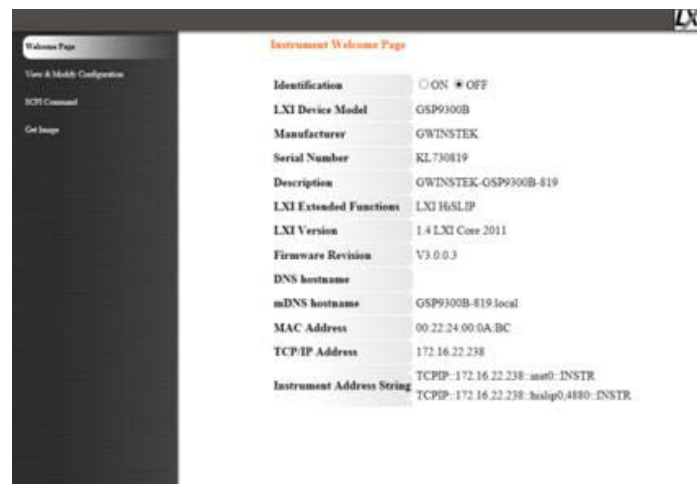 LXI
Welcome Page
View & Modify Configuration
SCPI Command
Get Image
Instrument Welcome Page
Identification ON OFF
LXI Device Model GSP9300B
Manufacturer GWINSTEK
Serial Number KL730819
Description GWINSTEK-GSP9300B-819
LXI Extended Functions LXI HiSLIP
LXI Version 1.4 LXI Core 2011
Firmware Revision V3.0.0.3
DNS hostname
mDNS hostname GSP9300B-819.local
MAC Address 00:22:24:00:0A:BC
TCP/IP Address 172.16.22.238
Instrument Address String TCPIP::172.16.22.238::inst0::INSTR
TCPIP::172.16.22.238::hislip0,4880::INSTR